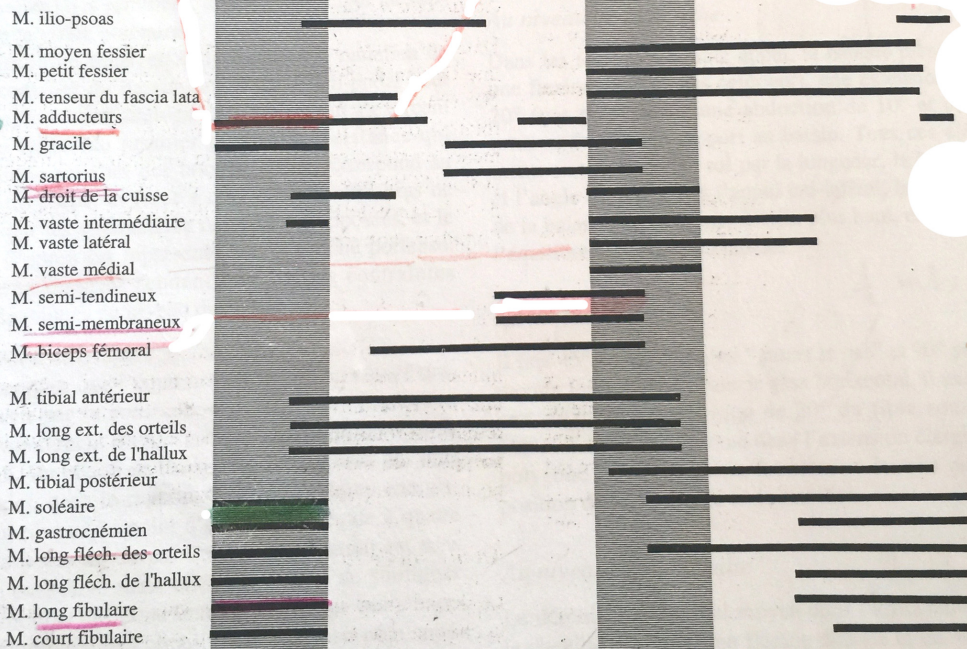 M. ilio-psoas
M. moyen fessier
M. petit fessier
M. tenseur du fascia lata
M. adducteurs
M. gracile
M. sartorius
M. droit de la cuisse
M. vaste intermédiaire
M. vaste latéral
M. vaste médial
M. semi-tendineux
M. semi-membraneux
M. biceps fémoral
M. tibial antérieur
M. long ext. des orteils
M. long ext. de l'hallux
M. tibial postérieur
M. soléaire
M. gastrocnémien
M. long fléch. des orteils
M. long fléch. de l'hallux
M. long fibulaire
M. court fibulaire